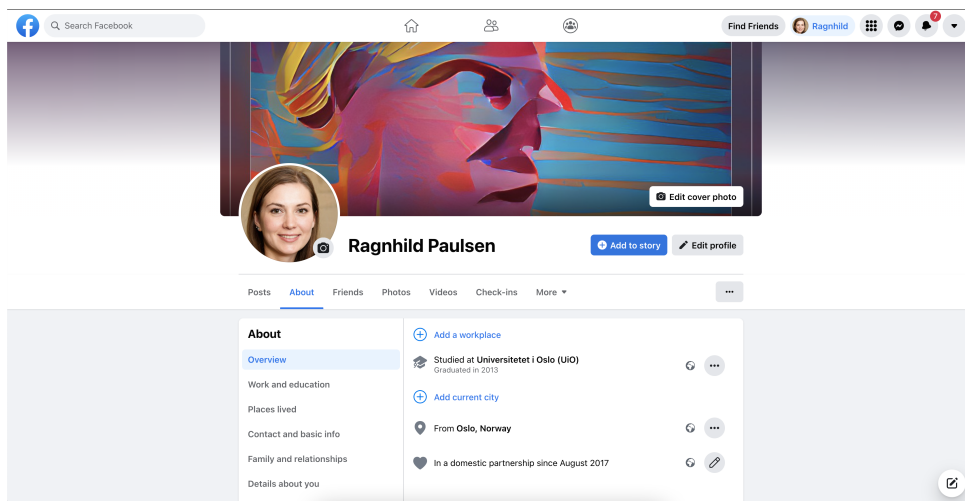 Search Facebook
Find Friends
Ragnhild
7
Edit cover photo
Ragnhild Paulsen
Add to story
Edit profile
Posts
About
Friends
Photos
Videos
Check-ins
More
About
Overview
Work and education
Places lived
Contact and basic info
Family and relationships
Details about you
Add a workplace
Studied at Universitetet i Oslo (UiO)
Graduated in 2013
Add current city
From Oslo, Norway
In a domestic partnership since August 2017